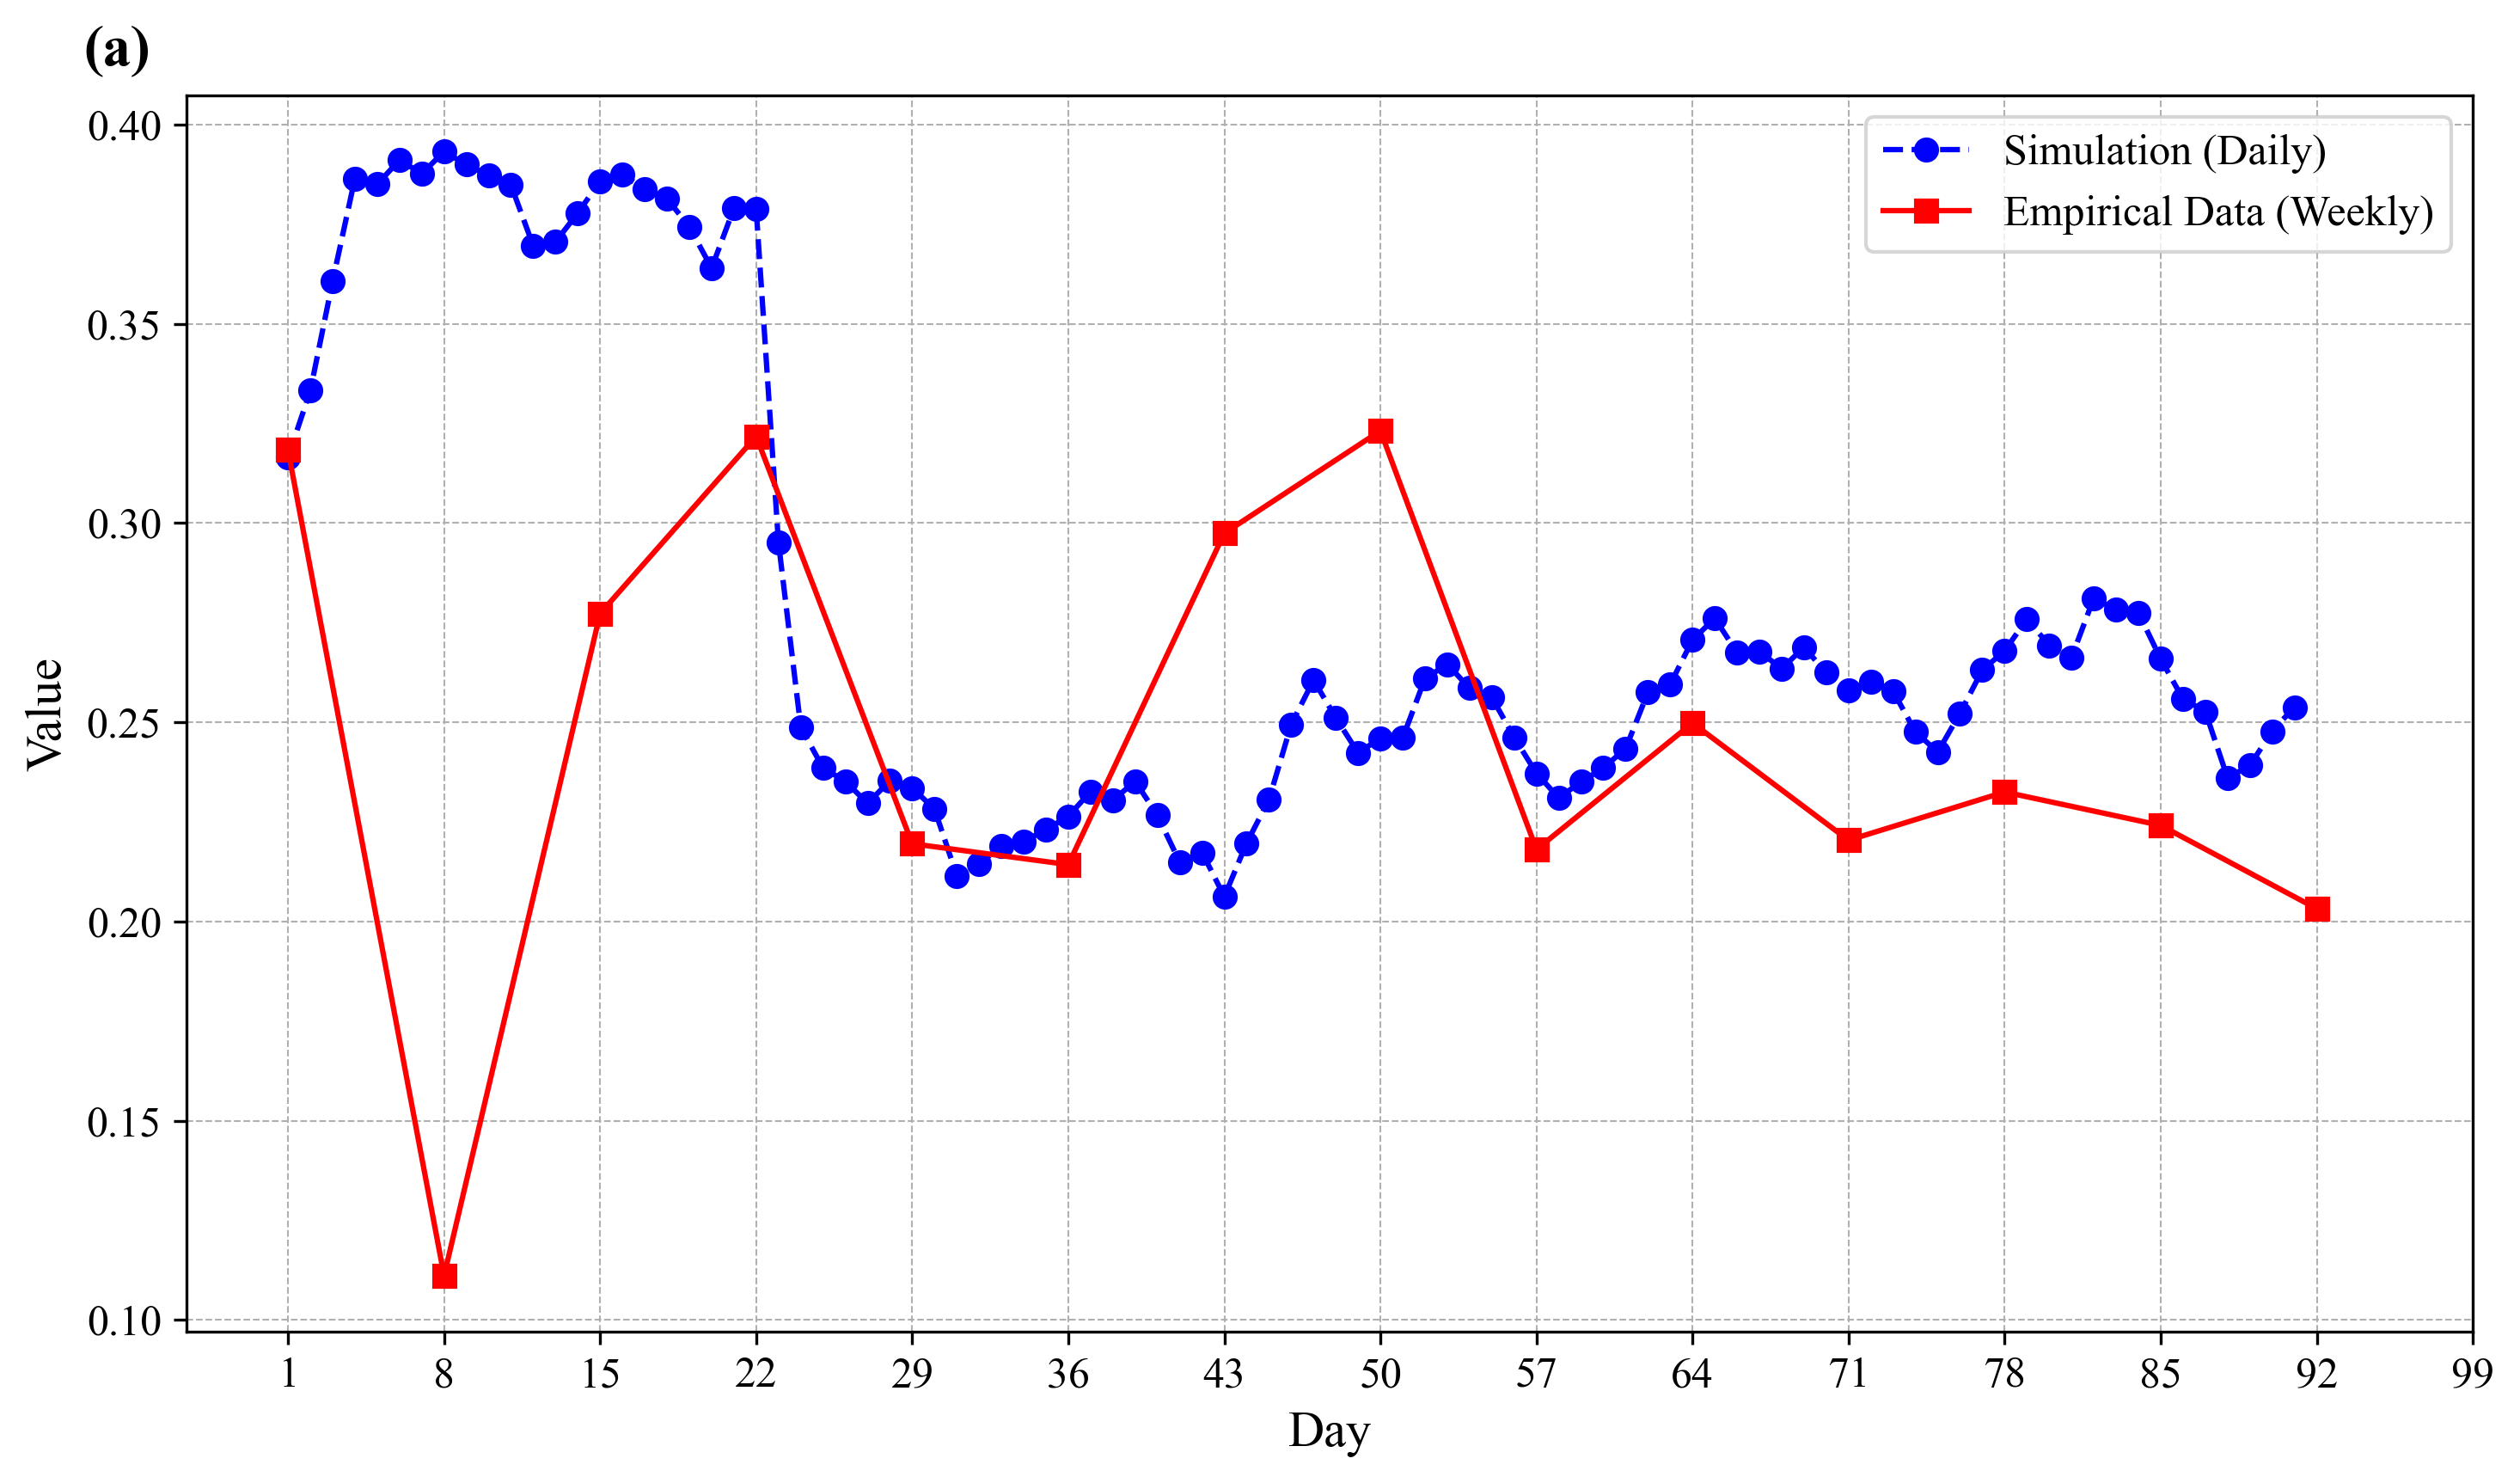 (a)
Simulation (Daily)
Empirical Data (Weekly)
Value
0.40
0.35
0.30
0.25
0.20
0.15
0.10
1 8 15 22 29 36 43 50 57 64 71 78 85 92 99
Day